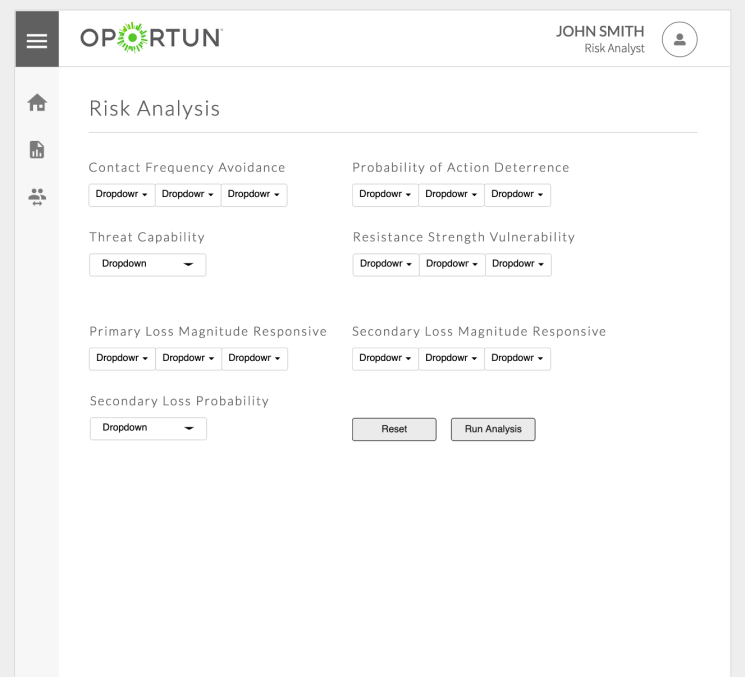 OPORTUN
JOHN SMITH
Risk Analyst
Risk Analysis
Contact Frequency Avoidance
Probability of Action Deterrence
Dropdowr Dropdowr Dropdowr
Dropdowr Dropdowr Dropdowr
Threat Capability
Resistance Strength Vulnerability
Dropdown
Dropdowr Dropdowr Dropdowr
Primary Loss Magnitude Responsive
Secondary Loss Magnitude Responsive
Dropdowr Dropdowr Dropdowr
Dropdowr Dropdowr Dropdowr
Secondary Loss Probability
Dropdown
Reset
Run Analysis